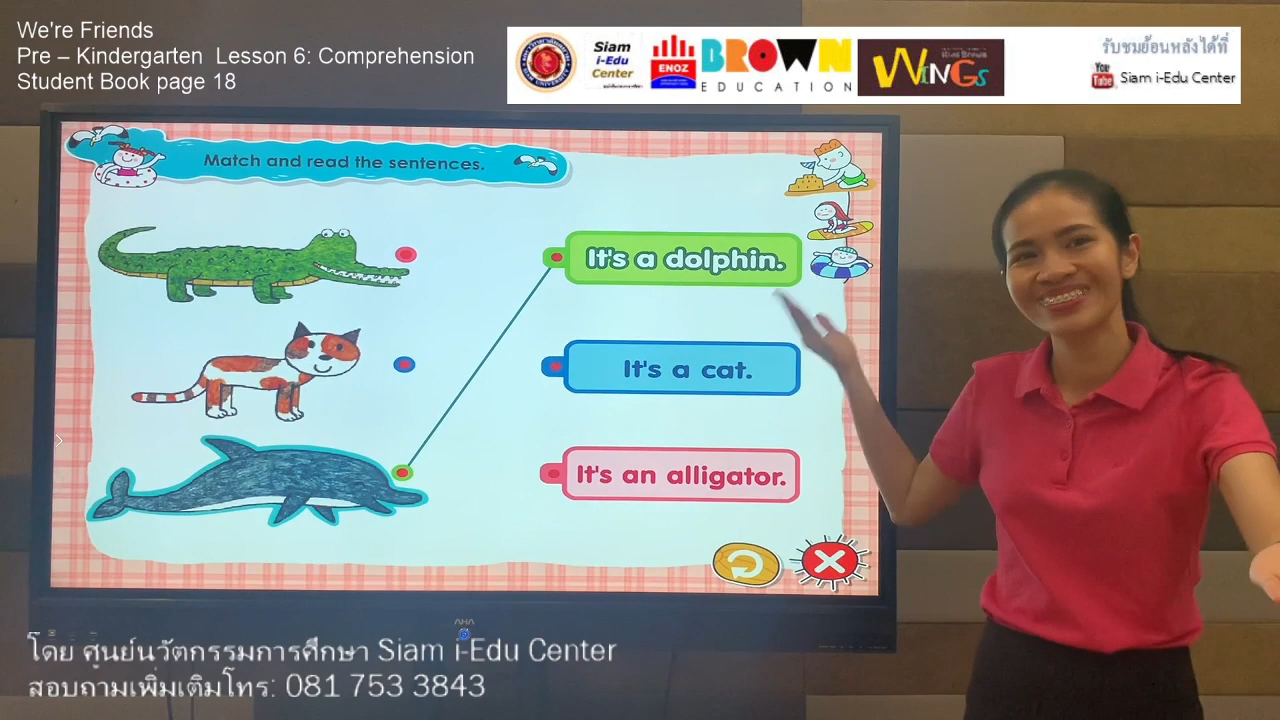 We're Friends
Pre – Kindergarten Lesson 6: Comprehension
Student Book page 18
Siam
i-Edu
Center
ENOZ
BROWN
EDUCATION
WINGS
รับชมย้อนหลังได้ที่
You
Tube
Siam i-Edu Center
Match and read the sentences.
It's a dolphin.
It's a cat.
It's an alligator.
โดย ศูนย์นวัตกรรมการศึกษา Siam i-Edu Center
สอบถามเพิ่มเติมโทร: 081 753 3843